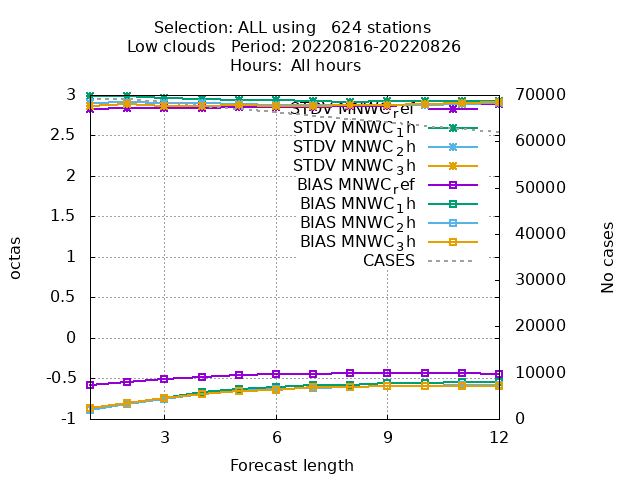 Selection: ALL using 624 stations
Low clouds Period: 20220816-20220826
Hours: All hours
octas
No cases
3
2.5
2
1.5
1
0.5
0
-0.5
-1
70000
60000
50000
40000
30000
20000
10000
0
STDV MNWC_ref
STDV MNWC_1h
STDV MNWC_2h
STDV MNWC_3h
BIAS MNWC_ref
BIAS MNWC_1h
BIAS MNWC_2h
BIAS MNWC_3h
CASES
3 6 9 12
Forecast length